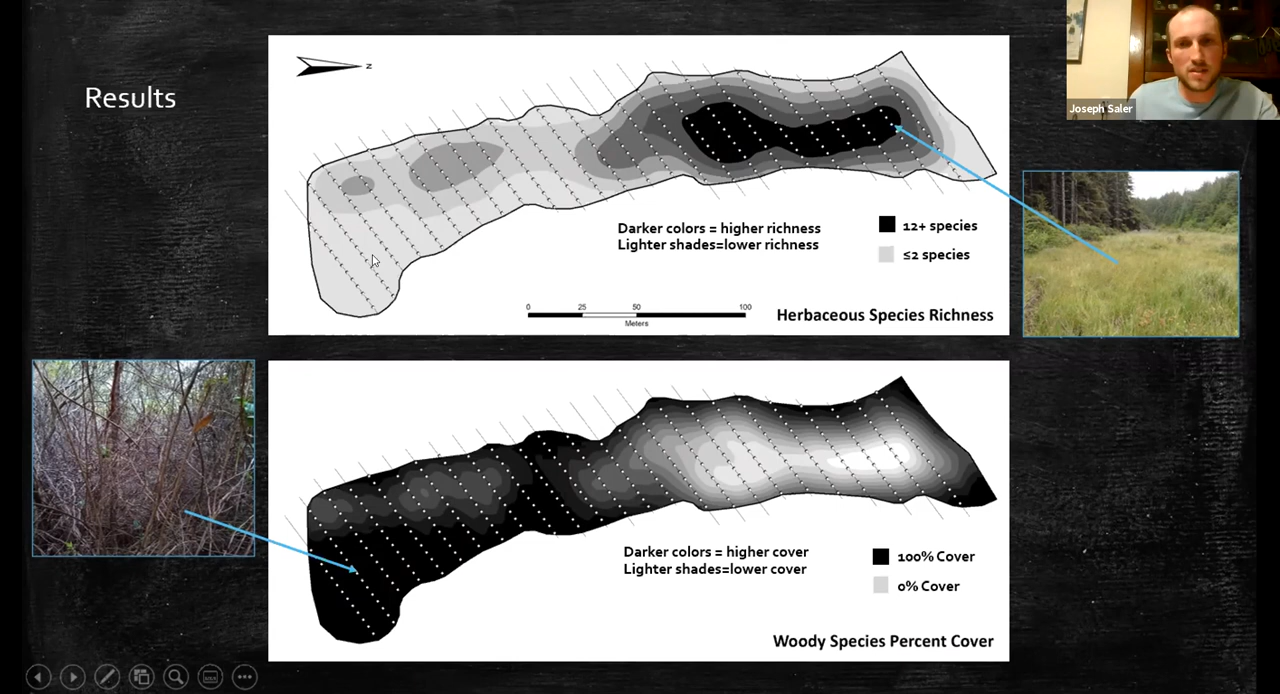 Results
N
Darker colors = higher richness
Lighter shades=lower richness
12+ species
≤2 species
0 25 50 100
Meters
Herbaceous Species Richness
Joseph Saler
Darker colors = higher cover
Lighter shades=lower cover
100% Cover
0% Cover
Woody Species Percent Cover